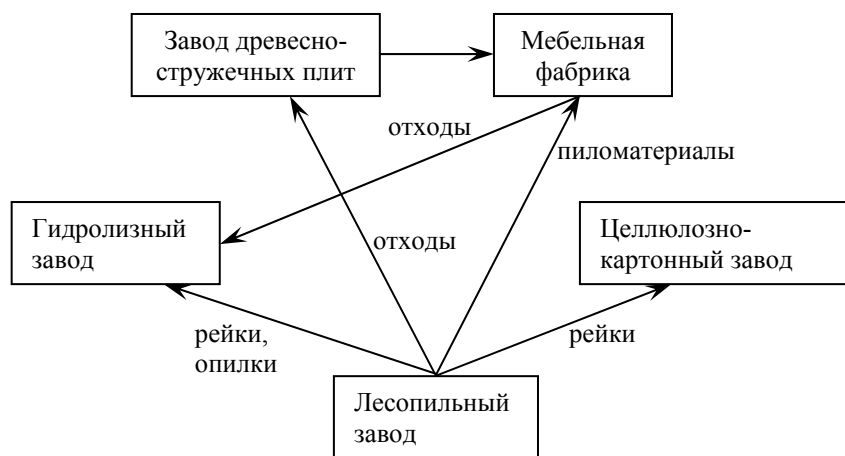 Завод древесно-
стружечных плит
Мебельная
фабрика
отходы
пиломатериалы
Гидролизный
завод
отходы
Целлюлозно-
картонный завод
рейки,
опилки
рейки
Лесопильный
завод